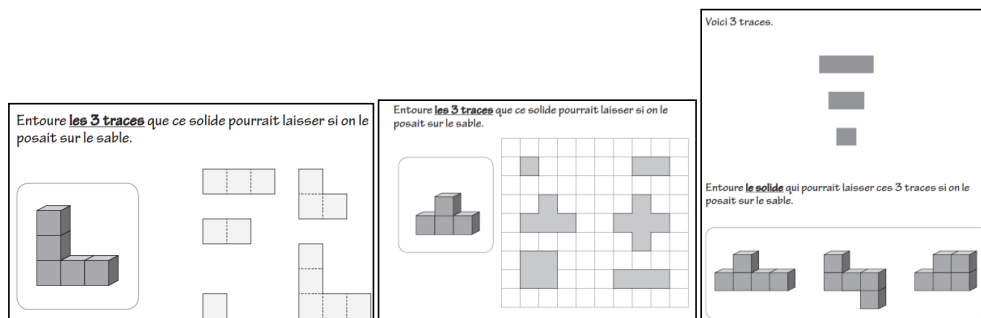 Entoure les 3 traces que ce solide pourrait laisser si on le
posait sur le sable.
Entoure les 3 traces que ce solide pourrait laisser si on le
posait sur le sable.
Voici 3 traces.
Entoure le solide qui pourrait laisser ces 3 traces si on le
posait sur le sable.